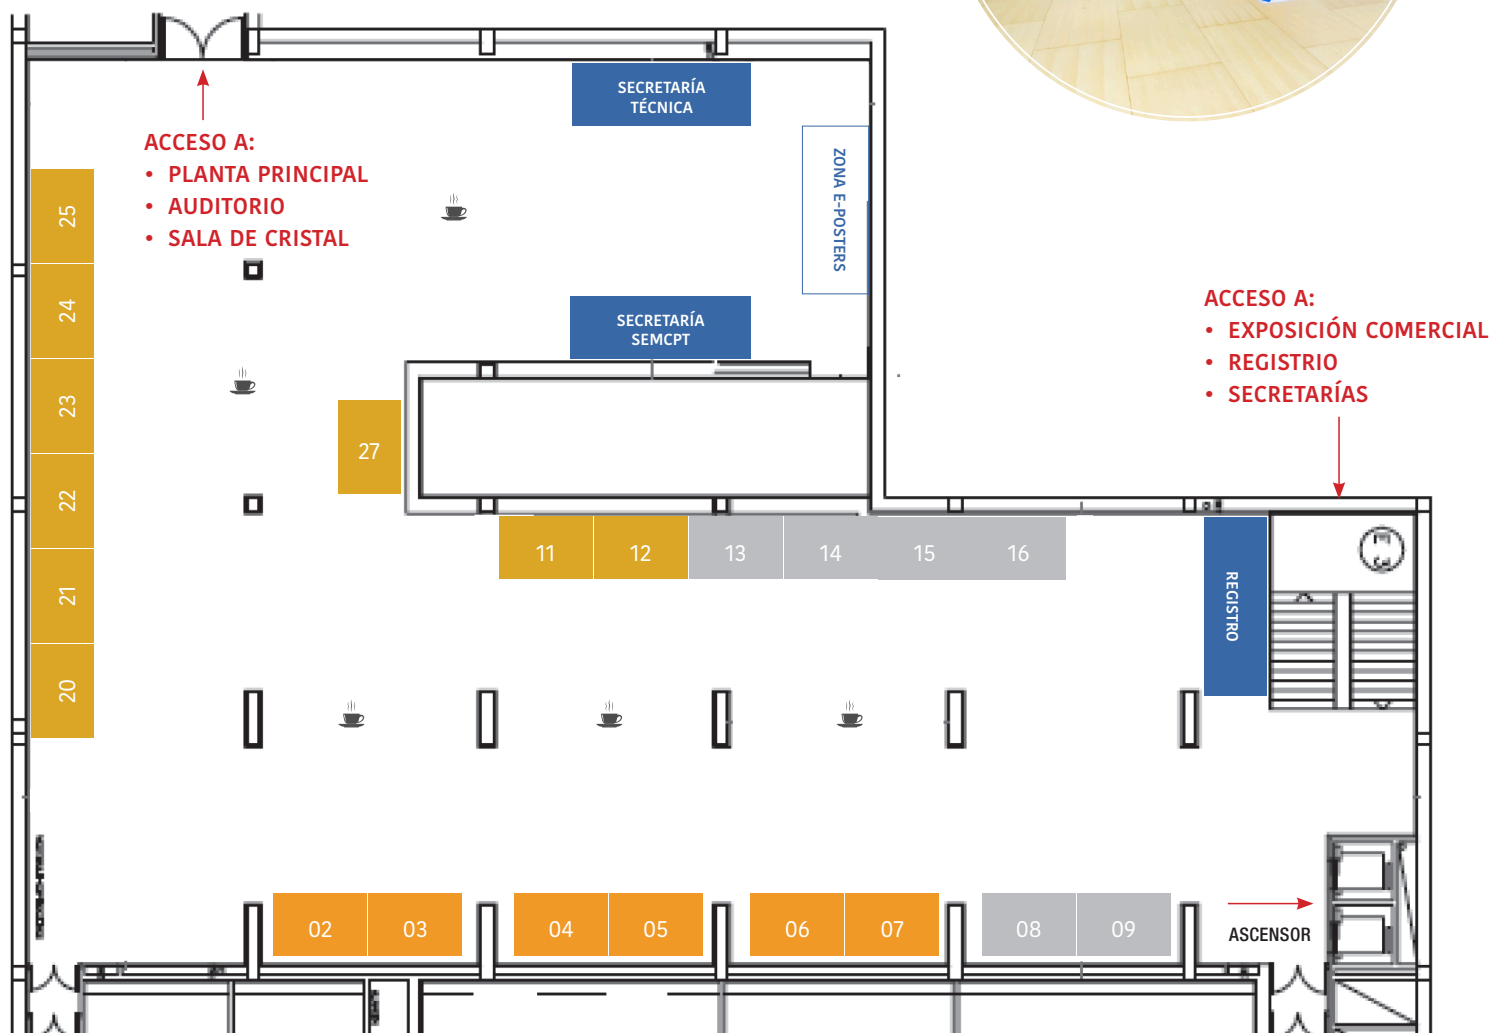 SECRETARÍA
TÉCNICA
ACCESO A:
• PLANTA PRINCIPAL
• AUDITORIO
• SALA DE CRISTAL
ZONA E-POSTERS
25
24
23
22
21
20
SECRETARÍA
SEMCPT
ACCESO A:
• EXPOSICIÓN COMERCIAL
• REGISTRIO
• SECRETARÍAS
27
11
12
13
14
15
16
REGISTRO
02
03
04
05
06
07
08
09
ASCENSOR